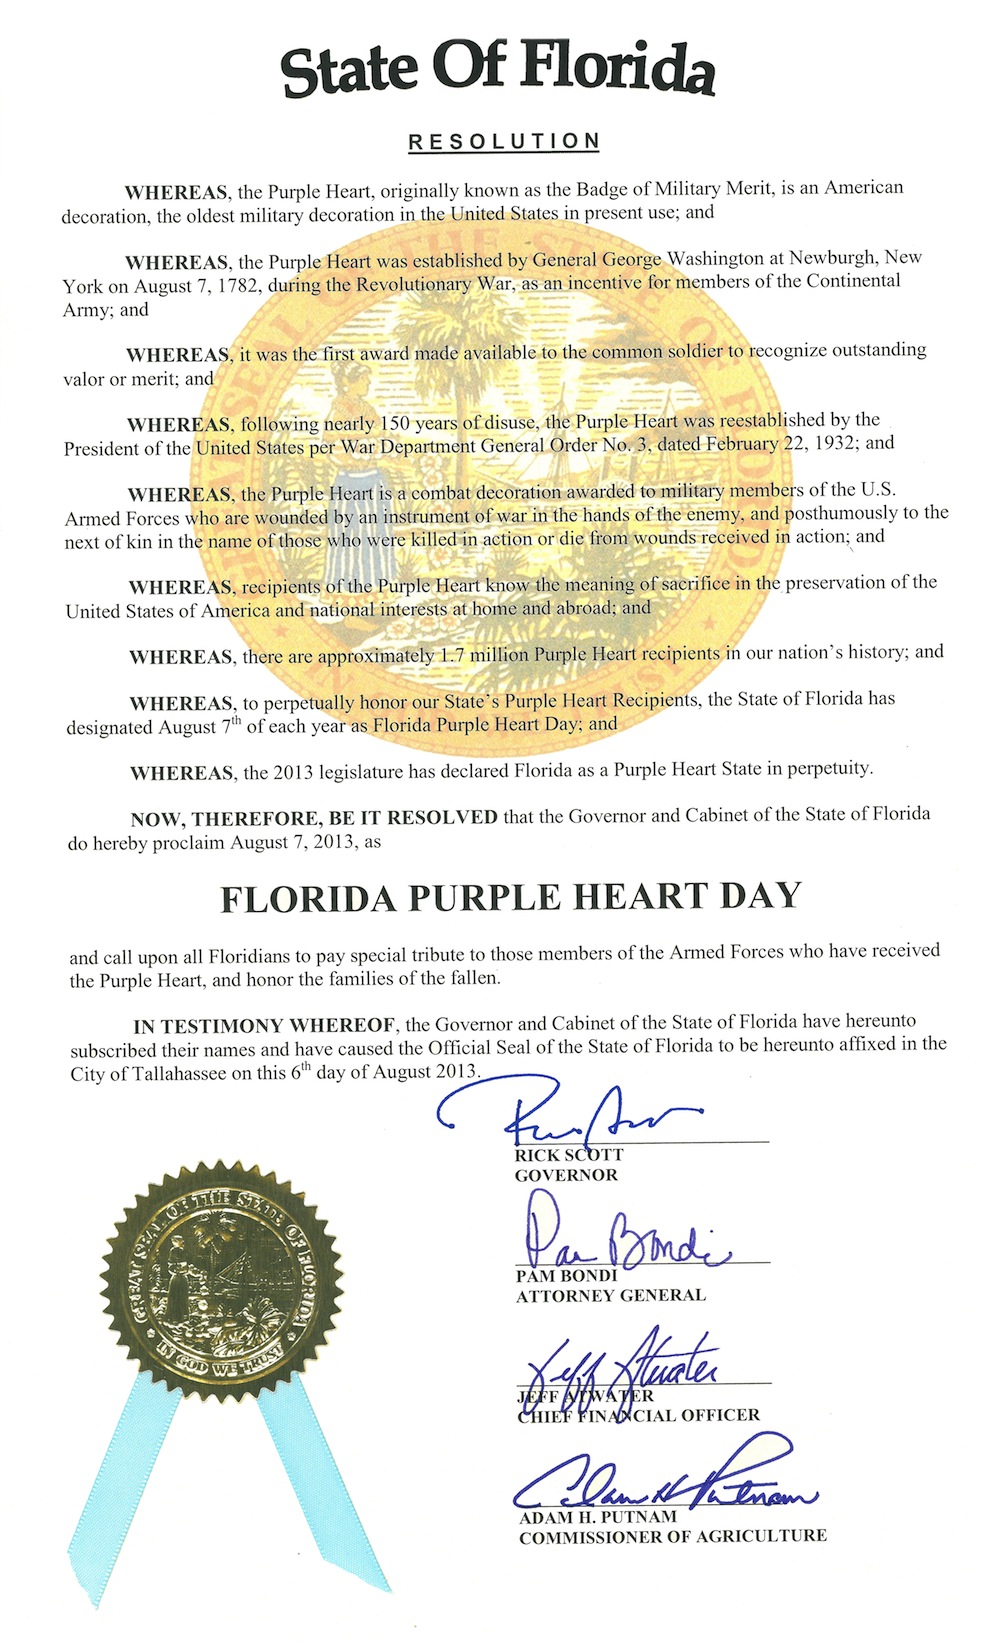 State Of Florida
RESOLUTION
WHEREAS, the Purple Heart, originally known as the Badge of Military Merit, is an American
decoration, the oldest military decoration in the United States in present use; and
WHEREAS, the Purple Heart was established by General George Washington at Newburgh, New
York on August 7, 1782, during the Revolutionary War, as an incentive for members of the Continental
Army; and
WHEREAS, it was the first award made available to the common soldier to recognize outstanding
valor or merit; and
WHEREAS, following nearly 150 years of disuse, the Purple Heart was reestablished by the
President of the United States per War Department General Order No. 3, dated February 22, 1932; and
WHEREAS, the Purple Heart is a combat decoration awarded to military members of the U.S.
Armed Forces who are wounded by an instrument of war in the hands of the enemy, and posthumously to the
next of kin in the name of those who were killed in action or die from wounds received in action; and
WHEREAS, recipients of the Purple Heart know the meaning of sacrifice in the preservation of the
United States of America and national interests at home and abroad; and
WHEREAS, there are approximately 1.7 million Purple Heart recipients in our nation's history; and
WHEREAS, to perpetually honor our State's Purple Heart Recipients, the State of Florida has
designated August 7th of each year as Florida Purple Heart Day; and
WHEREAS, the 2013 legislature has declared Florida as a Purple Heart State in perpetuity.
NOW, THEREFORE, BE IT RESOLVED that the Governor and Cabinet of the State of Florida
do hereby proclaim August 7, 2013, as
FLORIDA PURPLE HEART DAY
and call upon all Floridians to pay special tribute to those members of the Armed Forces who have received
the Purple Heart, and honor the families of the fallen.
IN TESTIMONY WHEREOF, the Governor and Cabinet of the State of Florida have hereunto
subscribed their names and have caused the Official Seal of the State of Florida to be hereunto affixed in the
City of Tallahassee on this 6th day of August 2013.
RICK SCOTT
GOVERNOR
Pam Bondi
PAM BONDI
ATTORNEY GENERAL
Jeff Atwater
JEFF ATWATER
CHIEF FINANCIAL OFFICER
Adam H Putnam
ADAM H. PUTNAM
COMMISSIONER OF AGRICULTURE
GREAT SEAL OF THE STATE OF FLORIDA
IN GOD WE TRUST